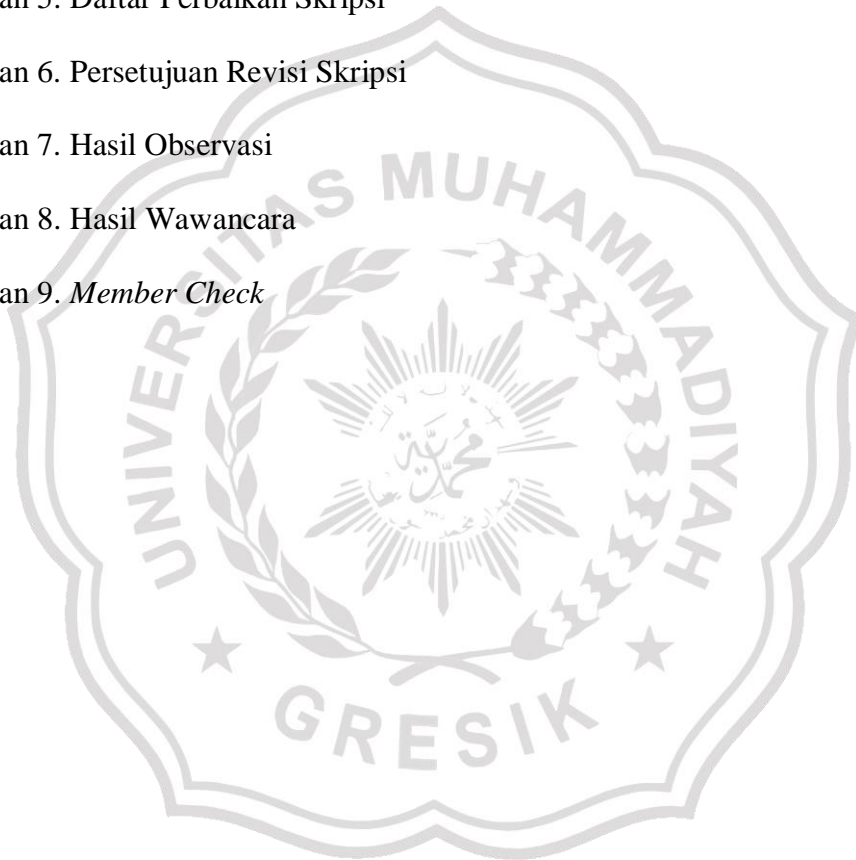 an 5. Daftar Perbaikan Skripsi
an 6. Persetujuan Revisi Skripsi
an 7. Hasil Observasi
an 8. Hasil Wawancara
an 9. Member Check
UNIVERSITAS MUHAMMADIYAH
محمدية
GRESIK